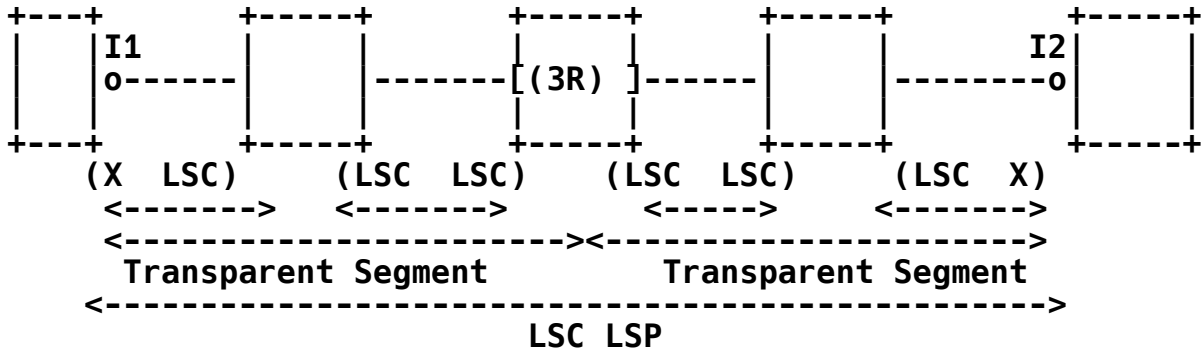 +---+ +-----+ +-----+ +-----+ +-----+
| |I1 | | | | | | I2| |
| |o------| |-------[(3R) ]------| |--------o| |
| | | | | | | | | |
+---+ +-----+ +-----+ +-----+ +-----+
(X LSC) (LSC LSC) (LSC LSC) (LSC X)
<-------> <-------> <-----> <------->
<-----------------------><---------------------->
Transparent Segment Transparent Segment
<------------------------------------------------->
LSC LSP